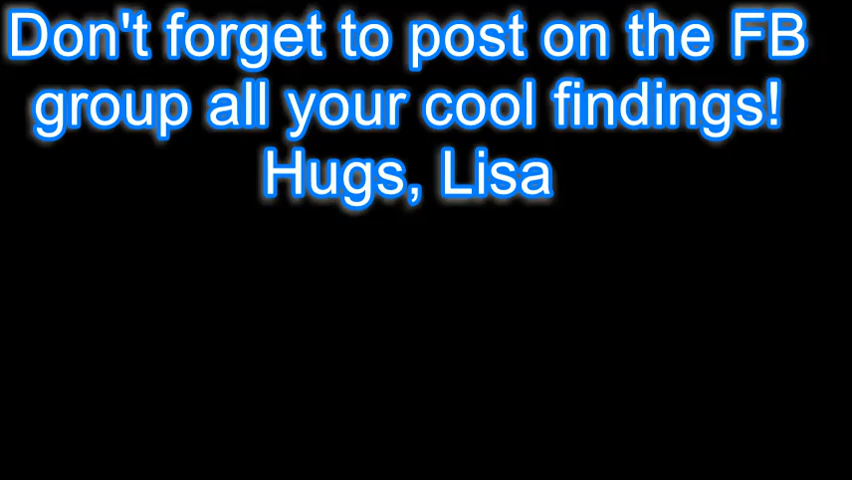 Don't forget to post on the FB
group all your cool findings!
Hugs, Lisa